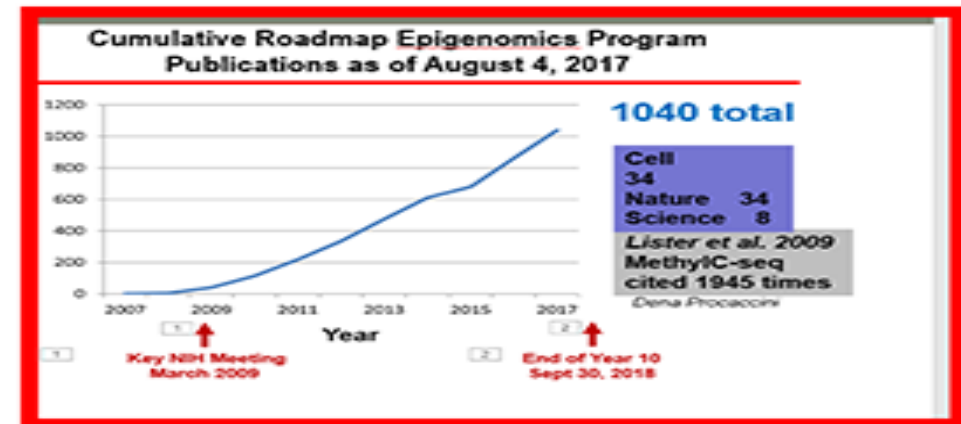 Cumulative Roadmap Epigenomics Program
Publications as of August 4, 2017
1200
1000
800
600
400
200
0
2007 2009 2011 2013 2015 2017
Year
1040 total
Cell
34
Nature 34
Science 8
Lister et al. 2009
MethylC-seq
cited 1945 times
Dena Procaccini
1
2
1
2
Key NIH Meeting
March 2009
End of Year 10
Sept 30, 2018